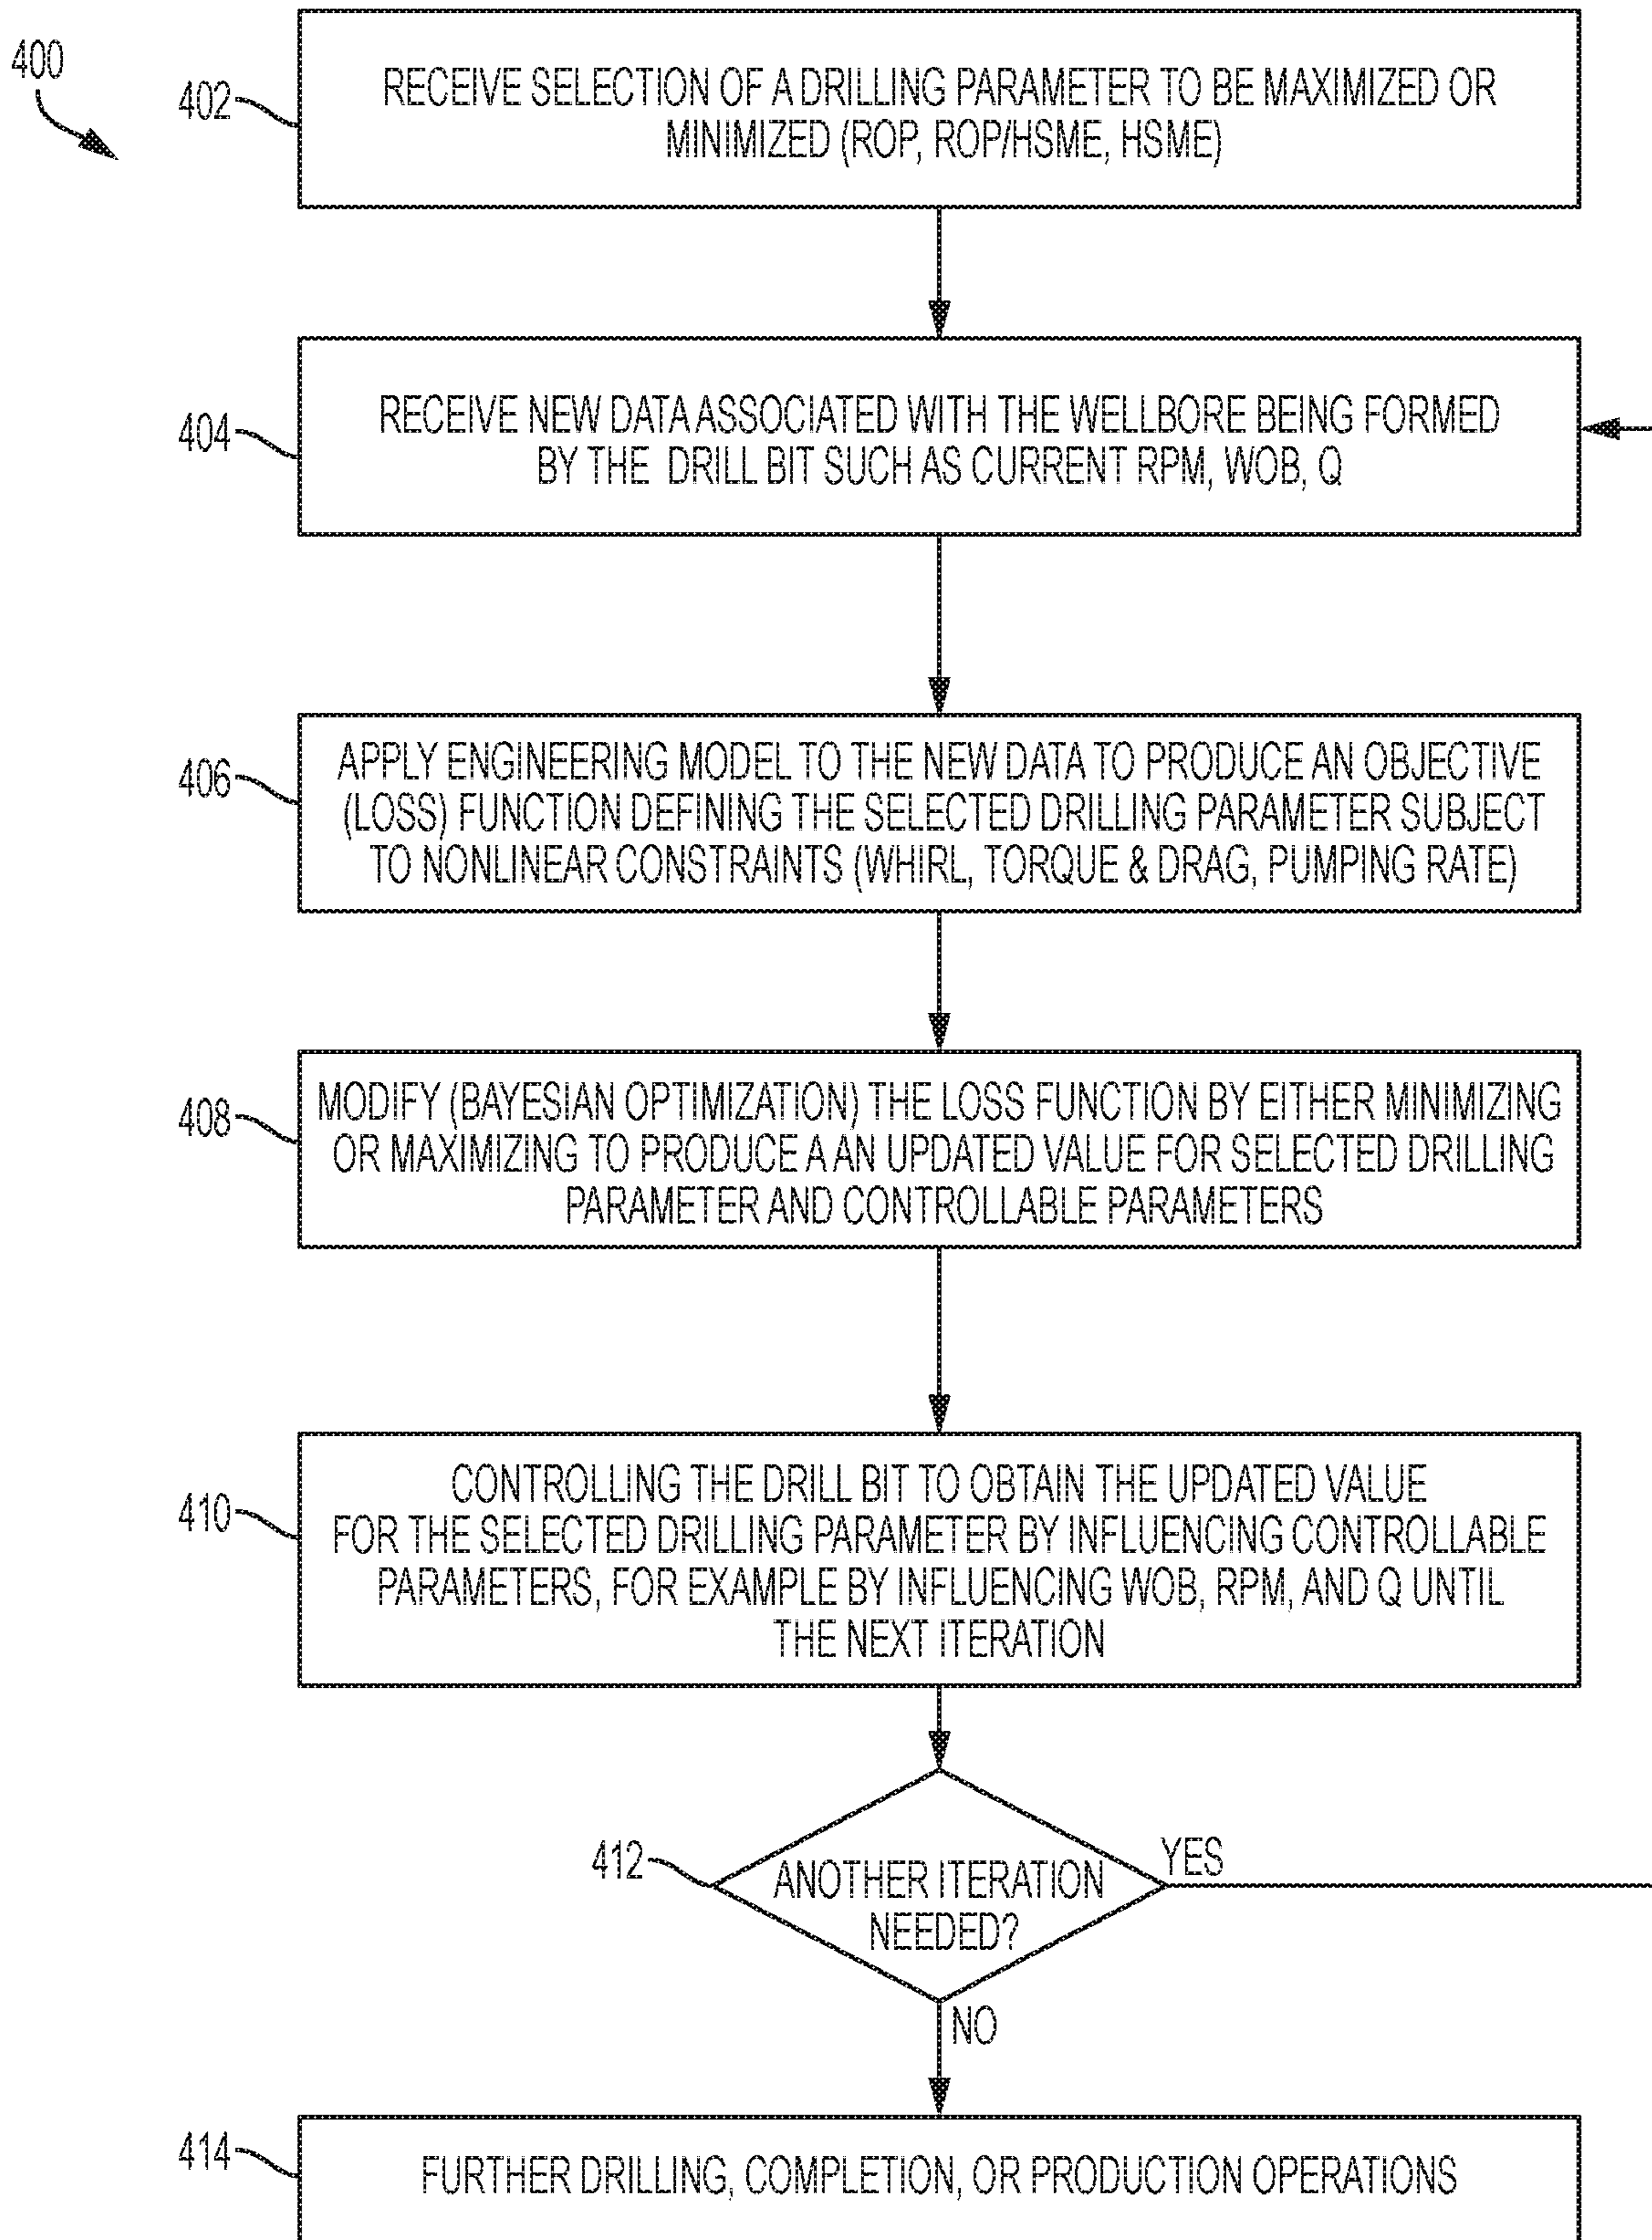 400
402
RECEIVE SELECTION OF A DRILLING PARAMETER TO BE MAXIMIZED OR
MINIMIZED (ROP, ROP/HSME, HSME)
404
RECEIVE NEW DATA ASSOCIATED WITH THE WELLBORE BEING FORMED
BY THE DRILL BIT SUCH AS CURRENT RPM, WOB, Q
406
APPLY ENGINEERING MODEL TO THE NEW DATA TO PRODUCE AN OBJECTIVE
(LOSS) FUNCTION DEFINING THE SELECTED DRILLING PARAMETER SUBJECT
TO NONLINEAR CONSTRAINTS (WHIRL, TORQUE & DRAG, PUMPING RATE)
408
MODIFY (BAYESIAN OPTIMIZATION) THE LOSS FUNCTION BY EITHER MINIMIZING
OR MAXIMIZING TO PRODUCE A AN UPDATED VALUE FOR SELECTED DRILLING
PARAMETER AND CONTROLLABLE PARAMETERS
410
CONTROLLING THE DRILL BIT TO OBTAIN THE UPDATED VALUE
FOR THE SELECTED DRILLING PARAMETER BY INFLUENCING CONTROLLABLE
PARAMETERS, FOR EXAMPLE BY INFLUENCING WOB, RPM, AND Q UNTIL
THE NEXT ITERATION
412
ANOTHER ITERATION
NEEDED?
YES
NO
414
FURTHER DRILLING, COMPLETION, OR PRODUCTION OPERATIONS